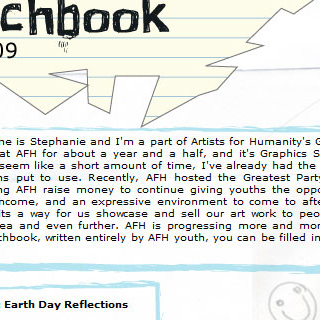 chbook
09
ne is Stephanie and I'm a part of Artists for Humanity's G
at AFH for about a year and a half, and it's Graphics S
seem like a short amount of time, I've already had the
ns put to use. Recently, AFH hosted the Greatest Party
ng AFH raise money to continue giving youths the oppo
ncome, and an expressive environment to come to afte
its a way for us showcase and sell our art work to peo
ea and even further. AFH is progressing more and mor
chbook, written entirely by AFH youth, you can be filled in
: Earth Day Reflections